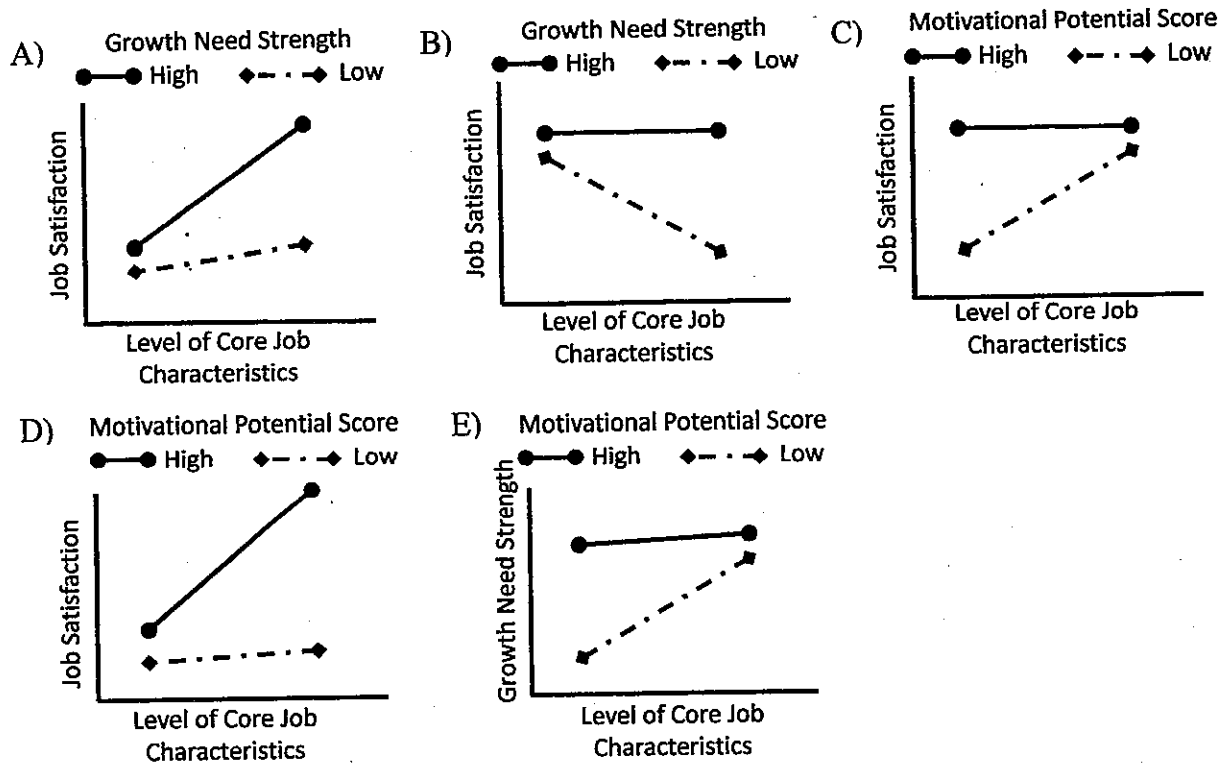 A)
Growth Need Strength
High Low
Job Satisfaction
Level of Core Job
Characteristics
B)
Growth Need Strength
High Low
Job Satisfaction
Level of Core Job
Characteristics
C)
Motivational Potential Score
High Low
Job Satisfaction
Level of Core Job
Characteristics
D)
Motivational Potential Score
High Low
Job Satisfaction
Level of Core Job
Characteristics
E)
Motivational Potential Score
High Low
Growth Need Strength
Level of Core Job
Characteristics